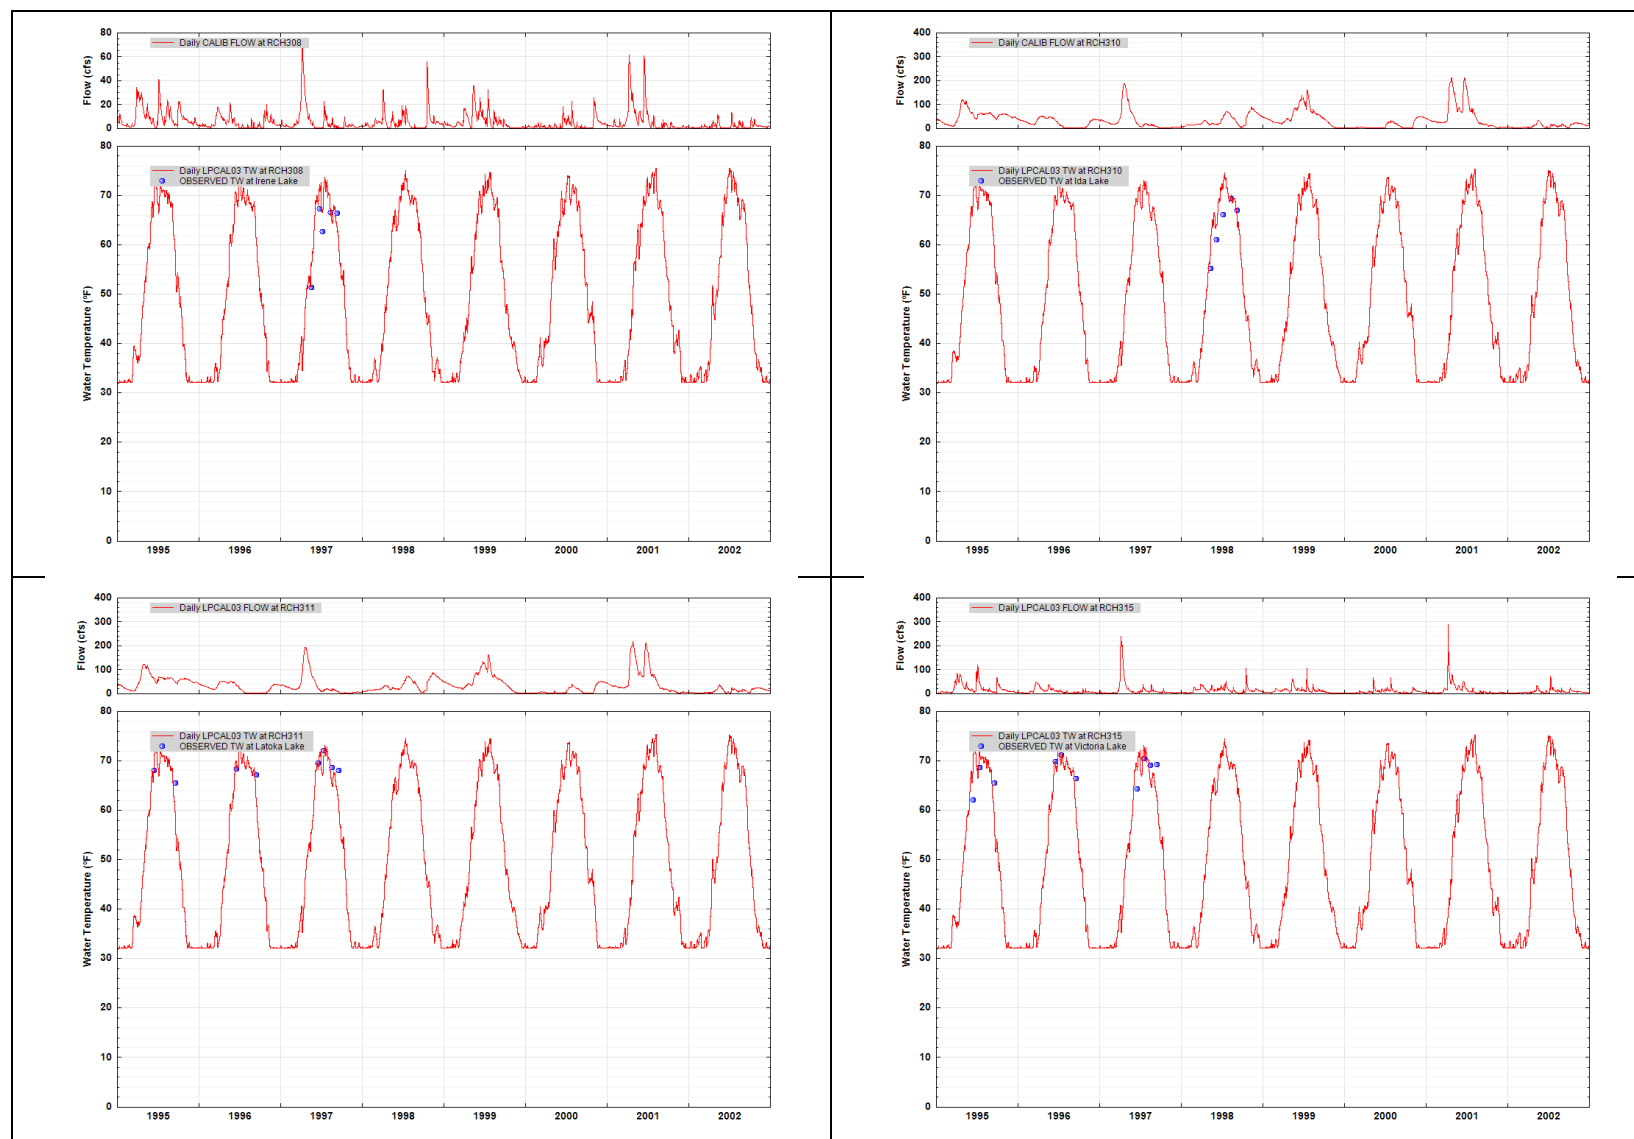 80
60
40
20
0
Flow (cfs)
Daily CALIB FLOW at RCH308
80
70
60
50
40
30
20
10
0
Water Temperature (°F)
Daily LPCAL03 TW at RCH308
OBSERVED TW at Irene Lake
1995 1996 1997 1998 1999 2000 2001 2002
400
300
200
100
0
Flow (cfs)
Daily CALIB FLOW at RCH310
80
70
60
50
40
30
20
10
0
Water Temperature (°F)
Daily LPCAL03 TW at RCH310
OBSERVED TW at Ida Lake
1995 1996 1997 1998 1999 2000 2001 2002
400
300
200
100
0
Flow (cfs)
Daily LPCAL03 FLOW at RCH311
80
70
60
50
40
30
20
10
0
Water Temperature (°F)
Daily LPCAL03 TW at RCH311
OBSERVED TW at Latoka Lake
1995 1996 1997 1998 1999 2000 2001 2002
400
300
200
100
0
Flow (cfs)
Daily LPCAL03 FLOW at RCH315
80
70
60
50
40
30
20
10
0
Water Temperature (°F)
Daily LPCAL03 TW at RCH315
OBSERVED TW at Victoria Lake
1995 1996 1997 1998 1999 2000 2001 2002